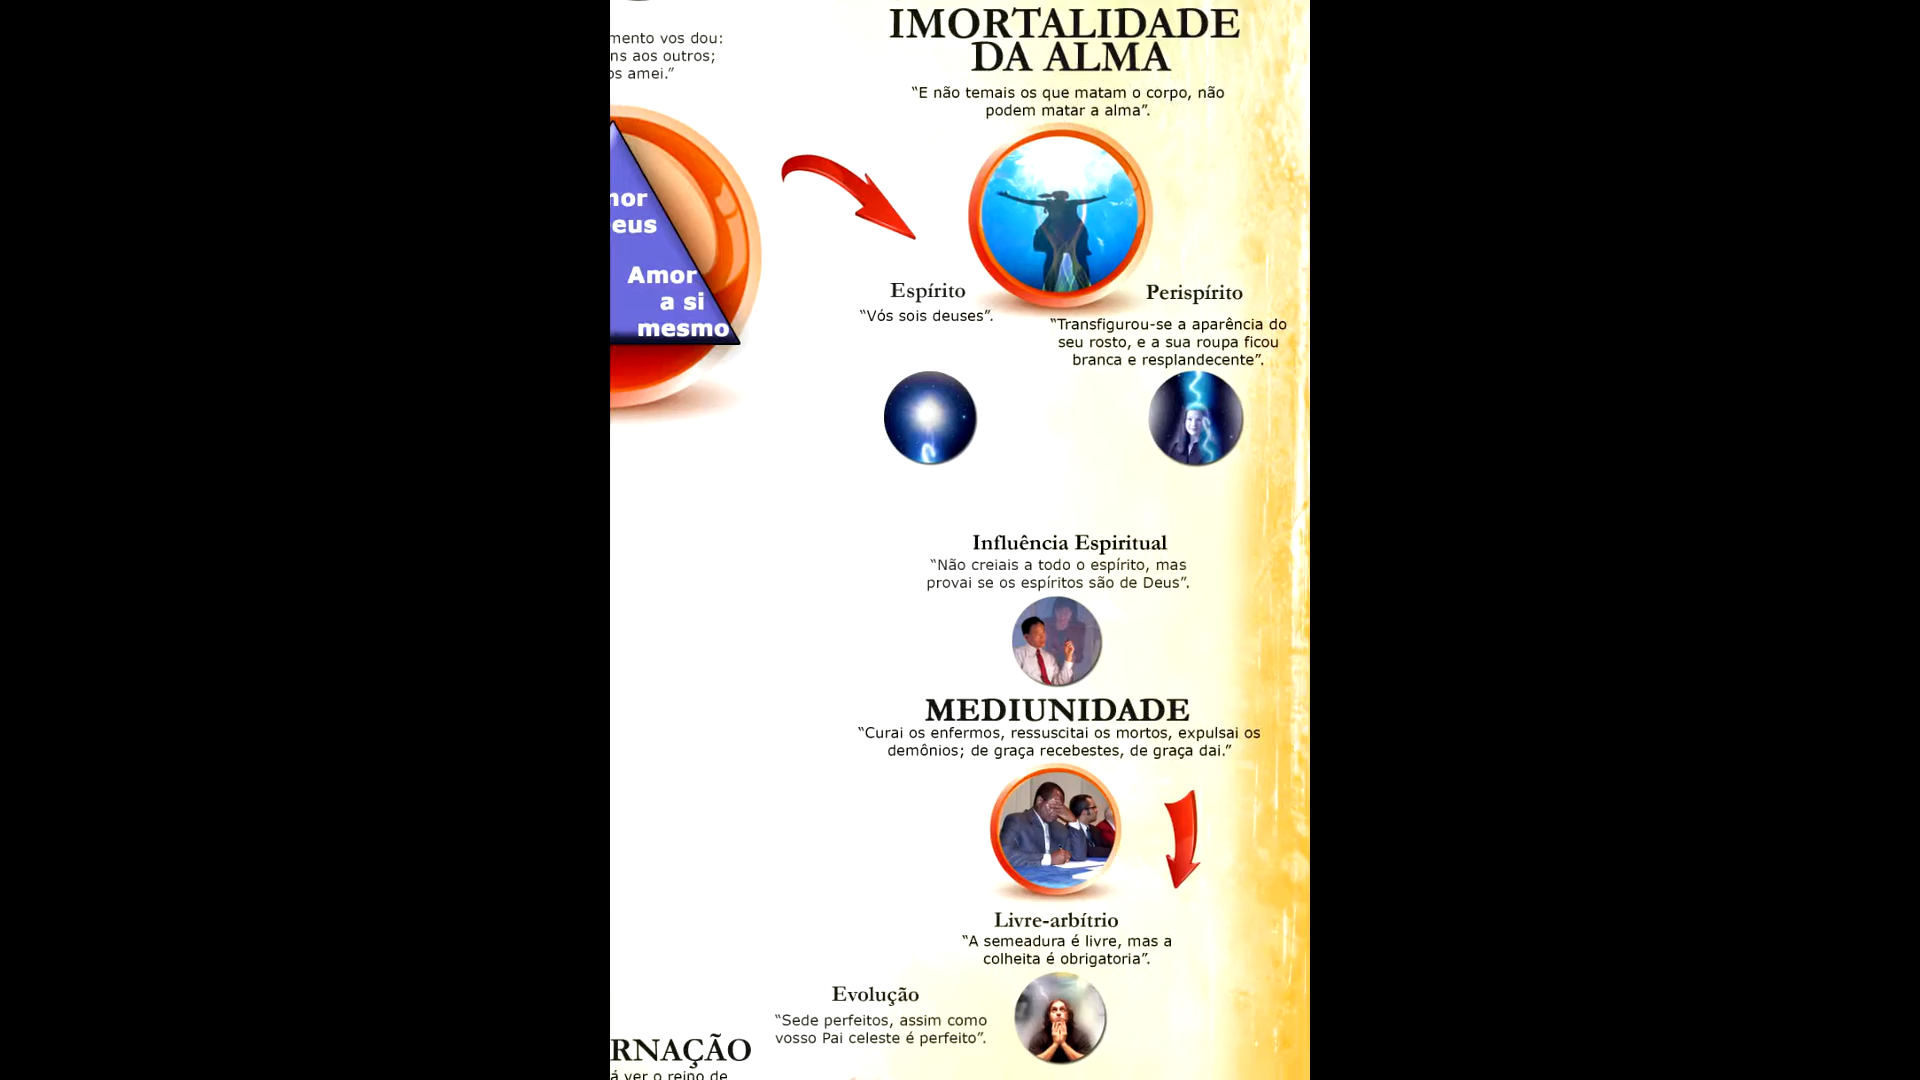 IMORTALIDADE
DA ALMA
“E não temais os que matam o corpo, não
podem matar a alma”.
mento vos dou:
ns aos outros;
os amei.”
mor
eus
Amor
a si
mesmo
Espírito
“Vós sois deuses”.
Perispírito
“Transfigurou-se a aparência do
seu rosto, e a sua roupa ficou
branca e resplandecente”.
Influência Espiritual
“Não creiais a todo o espírito, mas
provai se os espíritos são de Deus”.
MEDIUNIDADE
“Curai os enfermos, ressuscitai os mortos, expulsai os
demônios; de graça recebestes, de graça dai.”
Livre-arbítrio
“A semeadura é livre, mas a
colheita é obrigatoria”.
Evolução
“Sede perfeitos, assim como
vosso Pai celeste é perfeito”.
RNAÇÃO
á ver o reino de